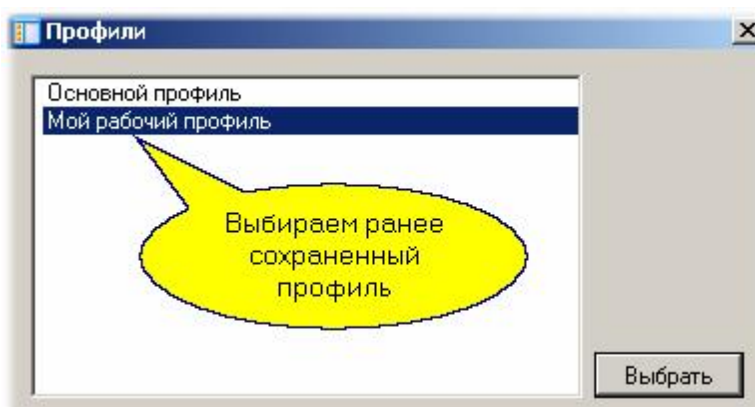 Профили
Основной профиль
Мой рабочий профиль
Выбираем ранее
сохраненный
профиль
Выбрать